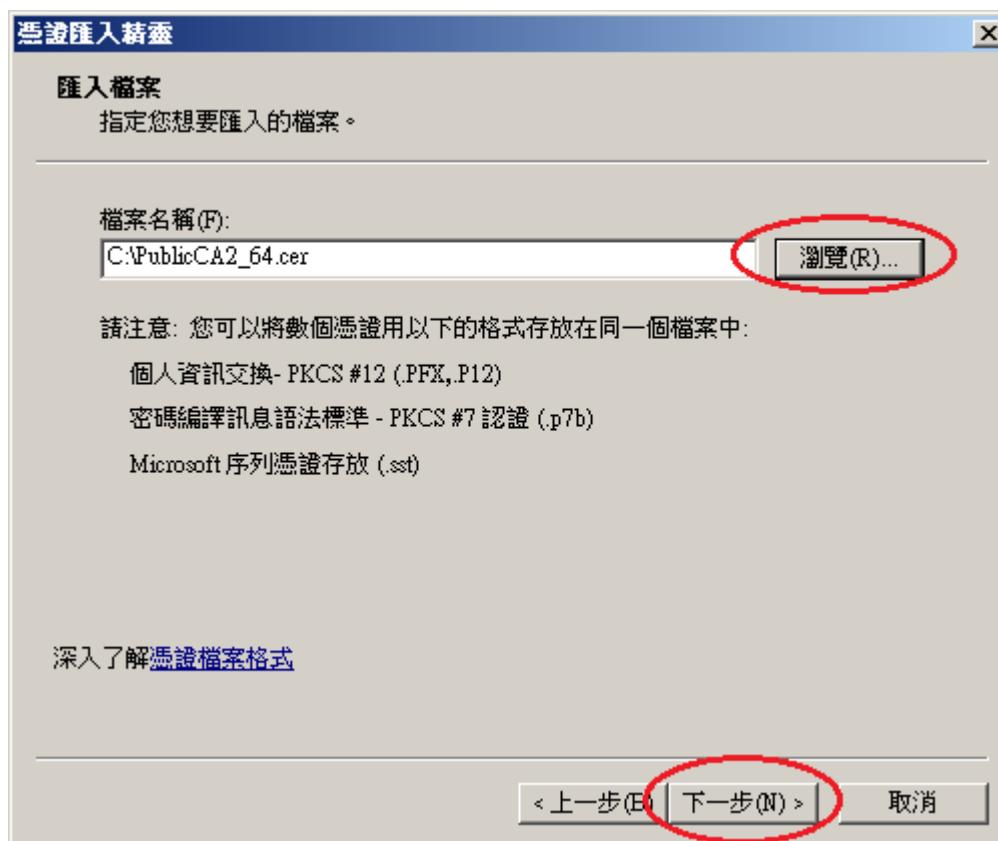 憑證匯入精靈
匯入檔案
指定您想要匯入的檔案。
檔案名稱(F):
C:\PublicCA2_64.cer
瀏覽(R)...
請注意: 您可以將數個憑證用以下的格式存放在同一個檔案中:
個人資訊交換- PKCS #12 (.PFX,.P12)
密碼編譯訊息語法標準 - PKCS #7 認證 (.p7b)
Microsoft 序列憑證存放 (.sst)
深入了解憑證檔案格式
< 上一步(B) 下一步(N) > 取消